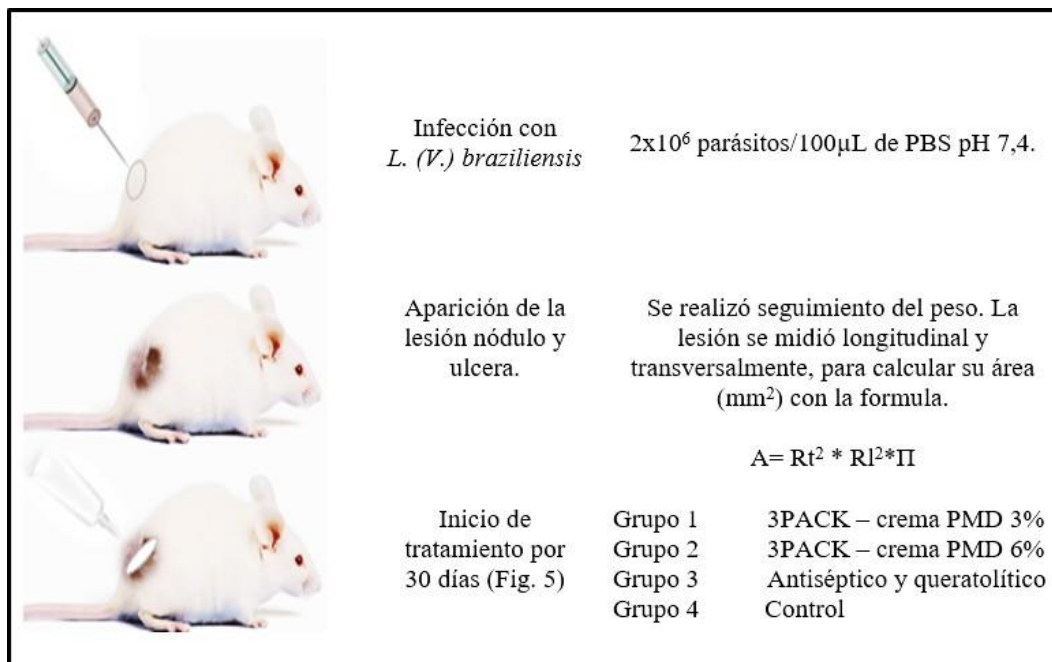 Infección con
L. (V.) braziliensis
2x10⁶ parásitos/100µL de PBS pH 7,4.
Aparición de la
lesión nódulo y
ulcera.
Se realizó seguimiento del peso. La
lesión se midió longitudinal y
transversalmente, para calcular su área
(mm²) con la formula.
A= Rt² * Rl²*Π
Inicio de
tratamiento por
30 días (Fig. 5)
Grupo 1 3PACK – crema PMD 3%
Grupo 2 3PACK – crema PMD 6%
Grupo 3 Antiséptico y queratolítico
Grupo 4 Control